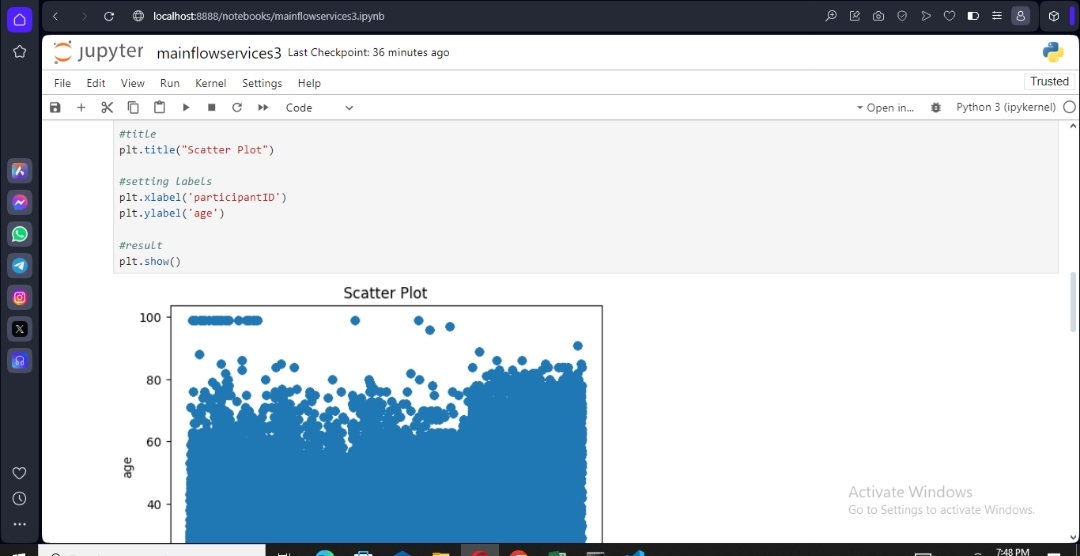 localhost:8888/notebooks/mainflowservices3.ipynb
jupyter mainflowservices3 Last Checkpoint: 36 minutes ago
File Edit View Run Kernel Settings Help
Trusted
Code
Open in...
Python 3 (ipykernel)
#title
plt.title("Scatter Plot")
#setting labels
plt.xlabel('participantID')
plt.ylabel('age')
#result
plt.show()
Scatter Plot
100
80
60
40
age
Activate Windows
Go to Settings to activate Windows.
7:48 PM